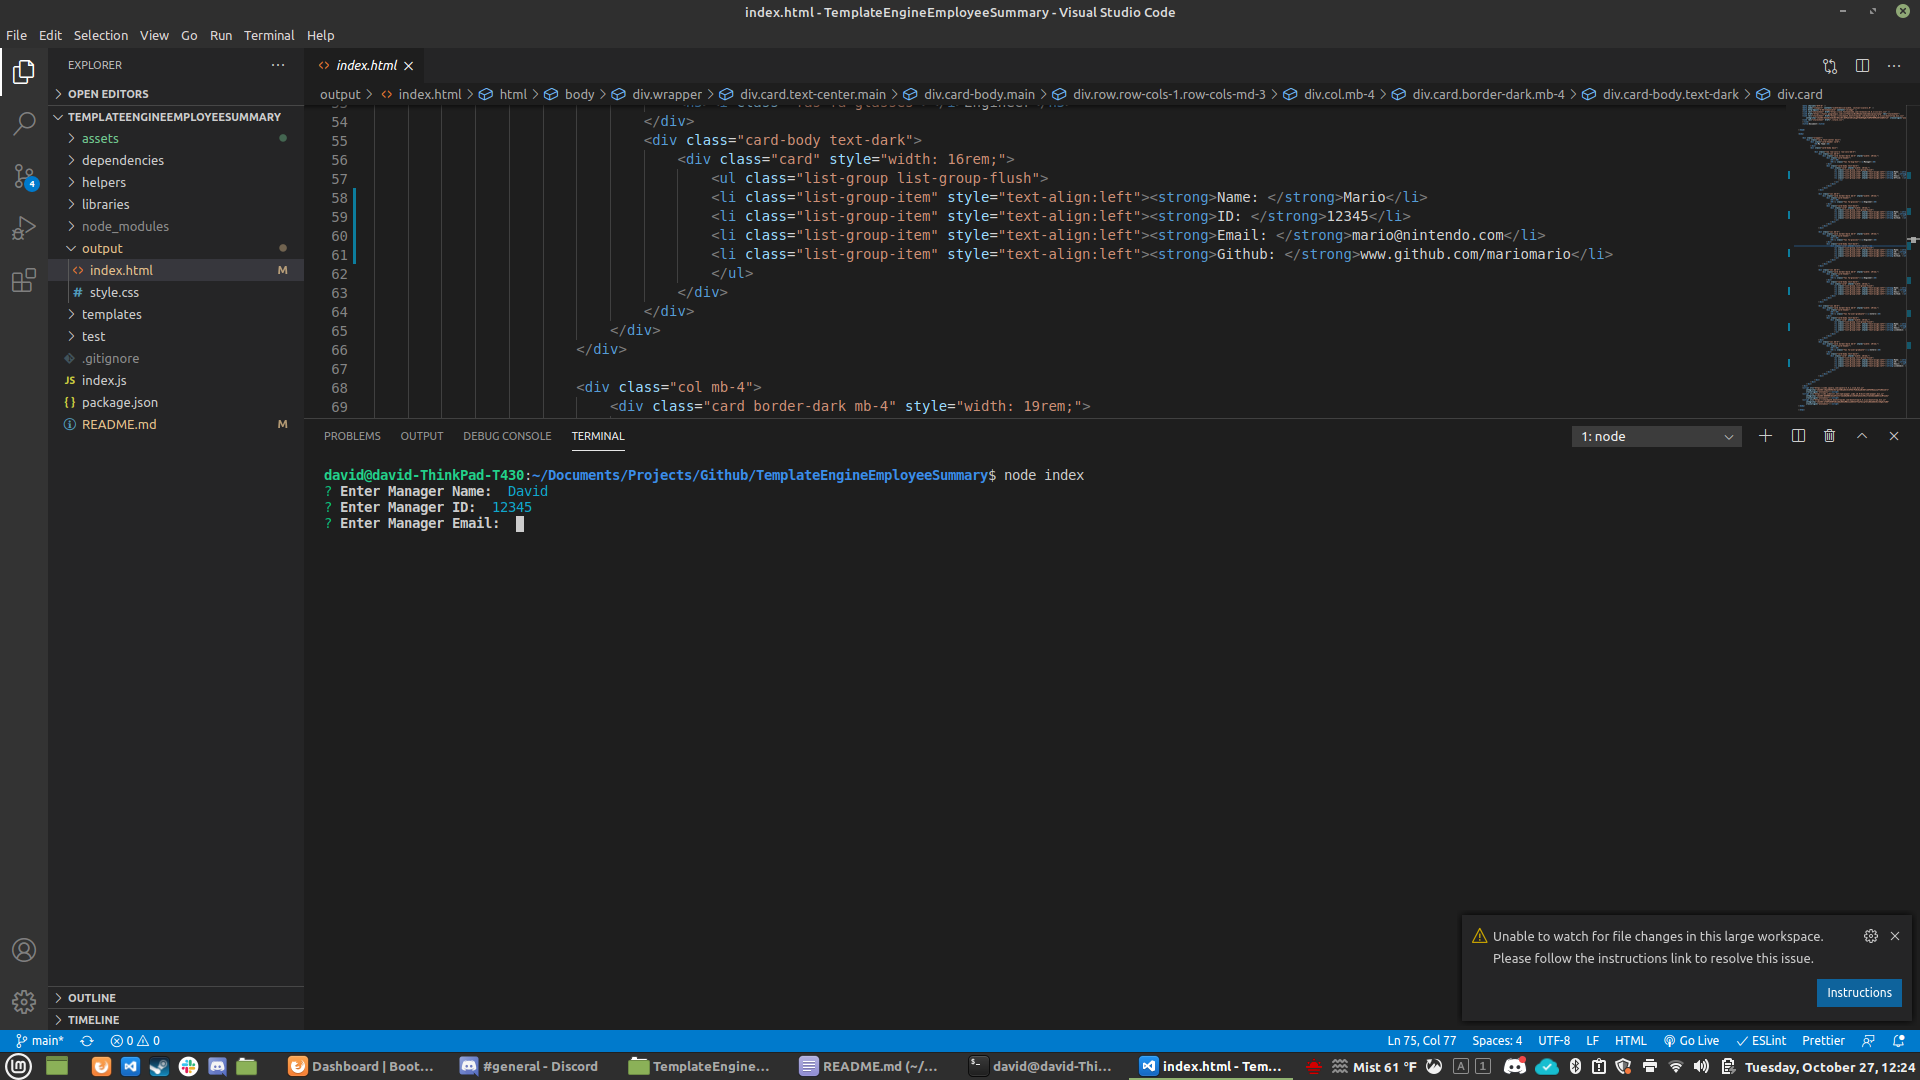 index.html - TemplateEngineEmployeeSummary - Visual Studio Code
File Edit Selection View Go Run Terminal Help
EXPLORER
index.html
OPEN EDITORS
output > index.html > html > body > div.wrapper > div.card.text-center.main > div.card-body.main > div.row.row-cols-1.row-cols-md-3 > div.col.mb-4 > div.card.border-dark.mb-4 > div.card-body.text-dark > div.card
TEMPLATEENGINEEMPLOYEESUMMARY
assets
dependencies
helpers
libraries
node_modules
output
index.html M
style.css
templates
test
.gitignore
JS index.js
{} package.json
README.md M
OUTLINE
TIMELINE
4
54 </div>
55 <div class="card-body text-dark">
56 <div class="card" style="width: 16rem;">
57 <ul class="list-group list-group-flush">
58 <li class="list-group-item" style="text-align:left"><strong>Name: </strong>Mario</li>
59 <li class="list-group-item" style="text-align:left"><strong>ID: </strong>12345</li>
60 <li class="list-group-item" style="text-align:left"><strong>Email: </strong>mario@nintendo.com</li>
61 <li class="list-group-item" style="text-align:left"><strong>Github: </strong>www.github.com/mariomario</li>
62 </ul>
63 </div>
64 </div>
65 </div>
66 </div>
67
68 <div class="col mb-4">
69 <div class="card border-dark mb-4" style="width: 19rem;">
PROBLEMS OUTPUT DEBUG CONSOLE TERMINAL
1: node
david@david-ThinkPad-T430:~/Documents/Projects/Github/TemplateEngineEmployeeSummary$ node index
? Enter Manager Name: David
? Enter Manager ID: 12345
? Enter Manager Email:
Unable to watch for file changes in this large workspace.
Please follow the instructions link to resolve this issue.
Instructions
main* 0 0
Ln 75, Col 77 Spaces: 4 UTF-8 LF HTML Go Live ESLint Prettier
Dashboard | Boot... #general - Discord TemplateEngine... README.md (~/... david@david-Thi... index.html - Tem... Mist 61 °F A 1 Tuesday, October 27, 12:24